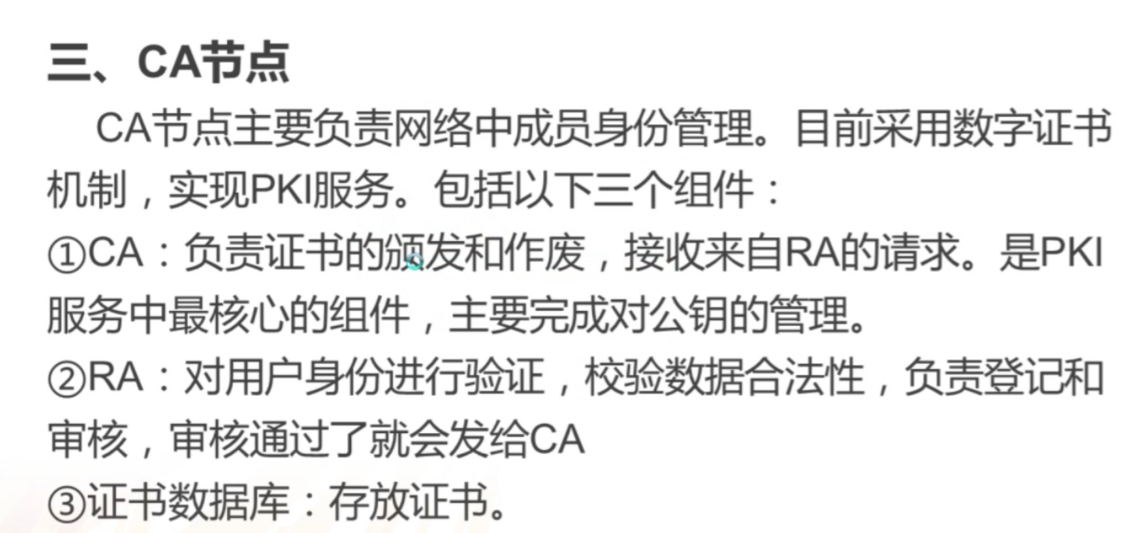 三、CA节点
CA节点主要负责网络中成员身份管理。目前采用数字证书
机制，实现PKI服务。包括以下三个组件：
①CA：负责证书的颁发和作废，接收来自RA的请求。是PKI
服务中最核心的组件，主要完成对公钥的管理。
②RA：对用户身份进行验证，校验数据合法性，负责登记和
审核，审核通过了就会发给CA
③证书数据库：存放证书。